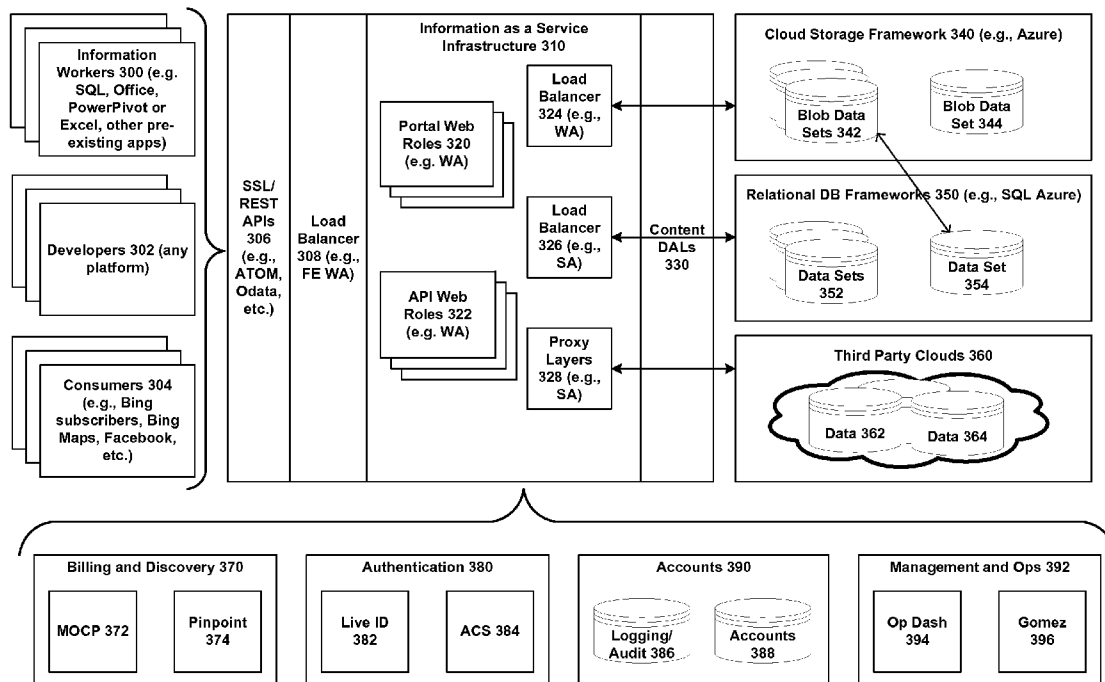 Information
Workers 300 (e.g.
SQL, Office,
PowerPivot or
Excel, other pre-
existing apps)
Developers 302 (any
platform)
Consumers 304
(e.g., Bing
subscribers, Bing
Maps, Facebook,
etc.)
SSL/
REST
APIs 306
(e.g.,
ATOM,
Odata,
etc.)
Load
Balancer
308 (e.g.,
FE WA)
Information as a Service
Infrastructure 310
Portal Web
Roles 320
(e.g. WA)
API Web
Roles 322
(e.g. WA)
Load
Balancer
324 (e.g.,
WA)
Load
Balancer
326 (e.g.,
SA)
Proxy
Layers
328 (e.g.,
SA)
Content
DALs
330
Cloud Storage Framework 340 (e.g., Azure)
Blob Data
Sets 342
Blob Data
Set 344
Relational DB Frameworks 350 (e.g., SQL Azure)
Data Sets
352
Data Set
354
Third Party Clouds 360
Data 362
Data 364
Billing and Discovery 370
MOCP 372
Pinpoint
374
Authentication 380
Live ID
382
ACS 384
Accounts 390
Logging/
Audit 386
Accounts
388
Management and Ops 392
Op Dash
394
Gomez
396